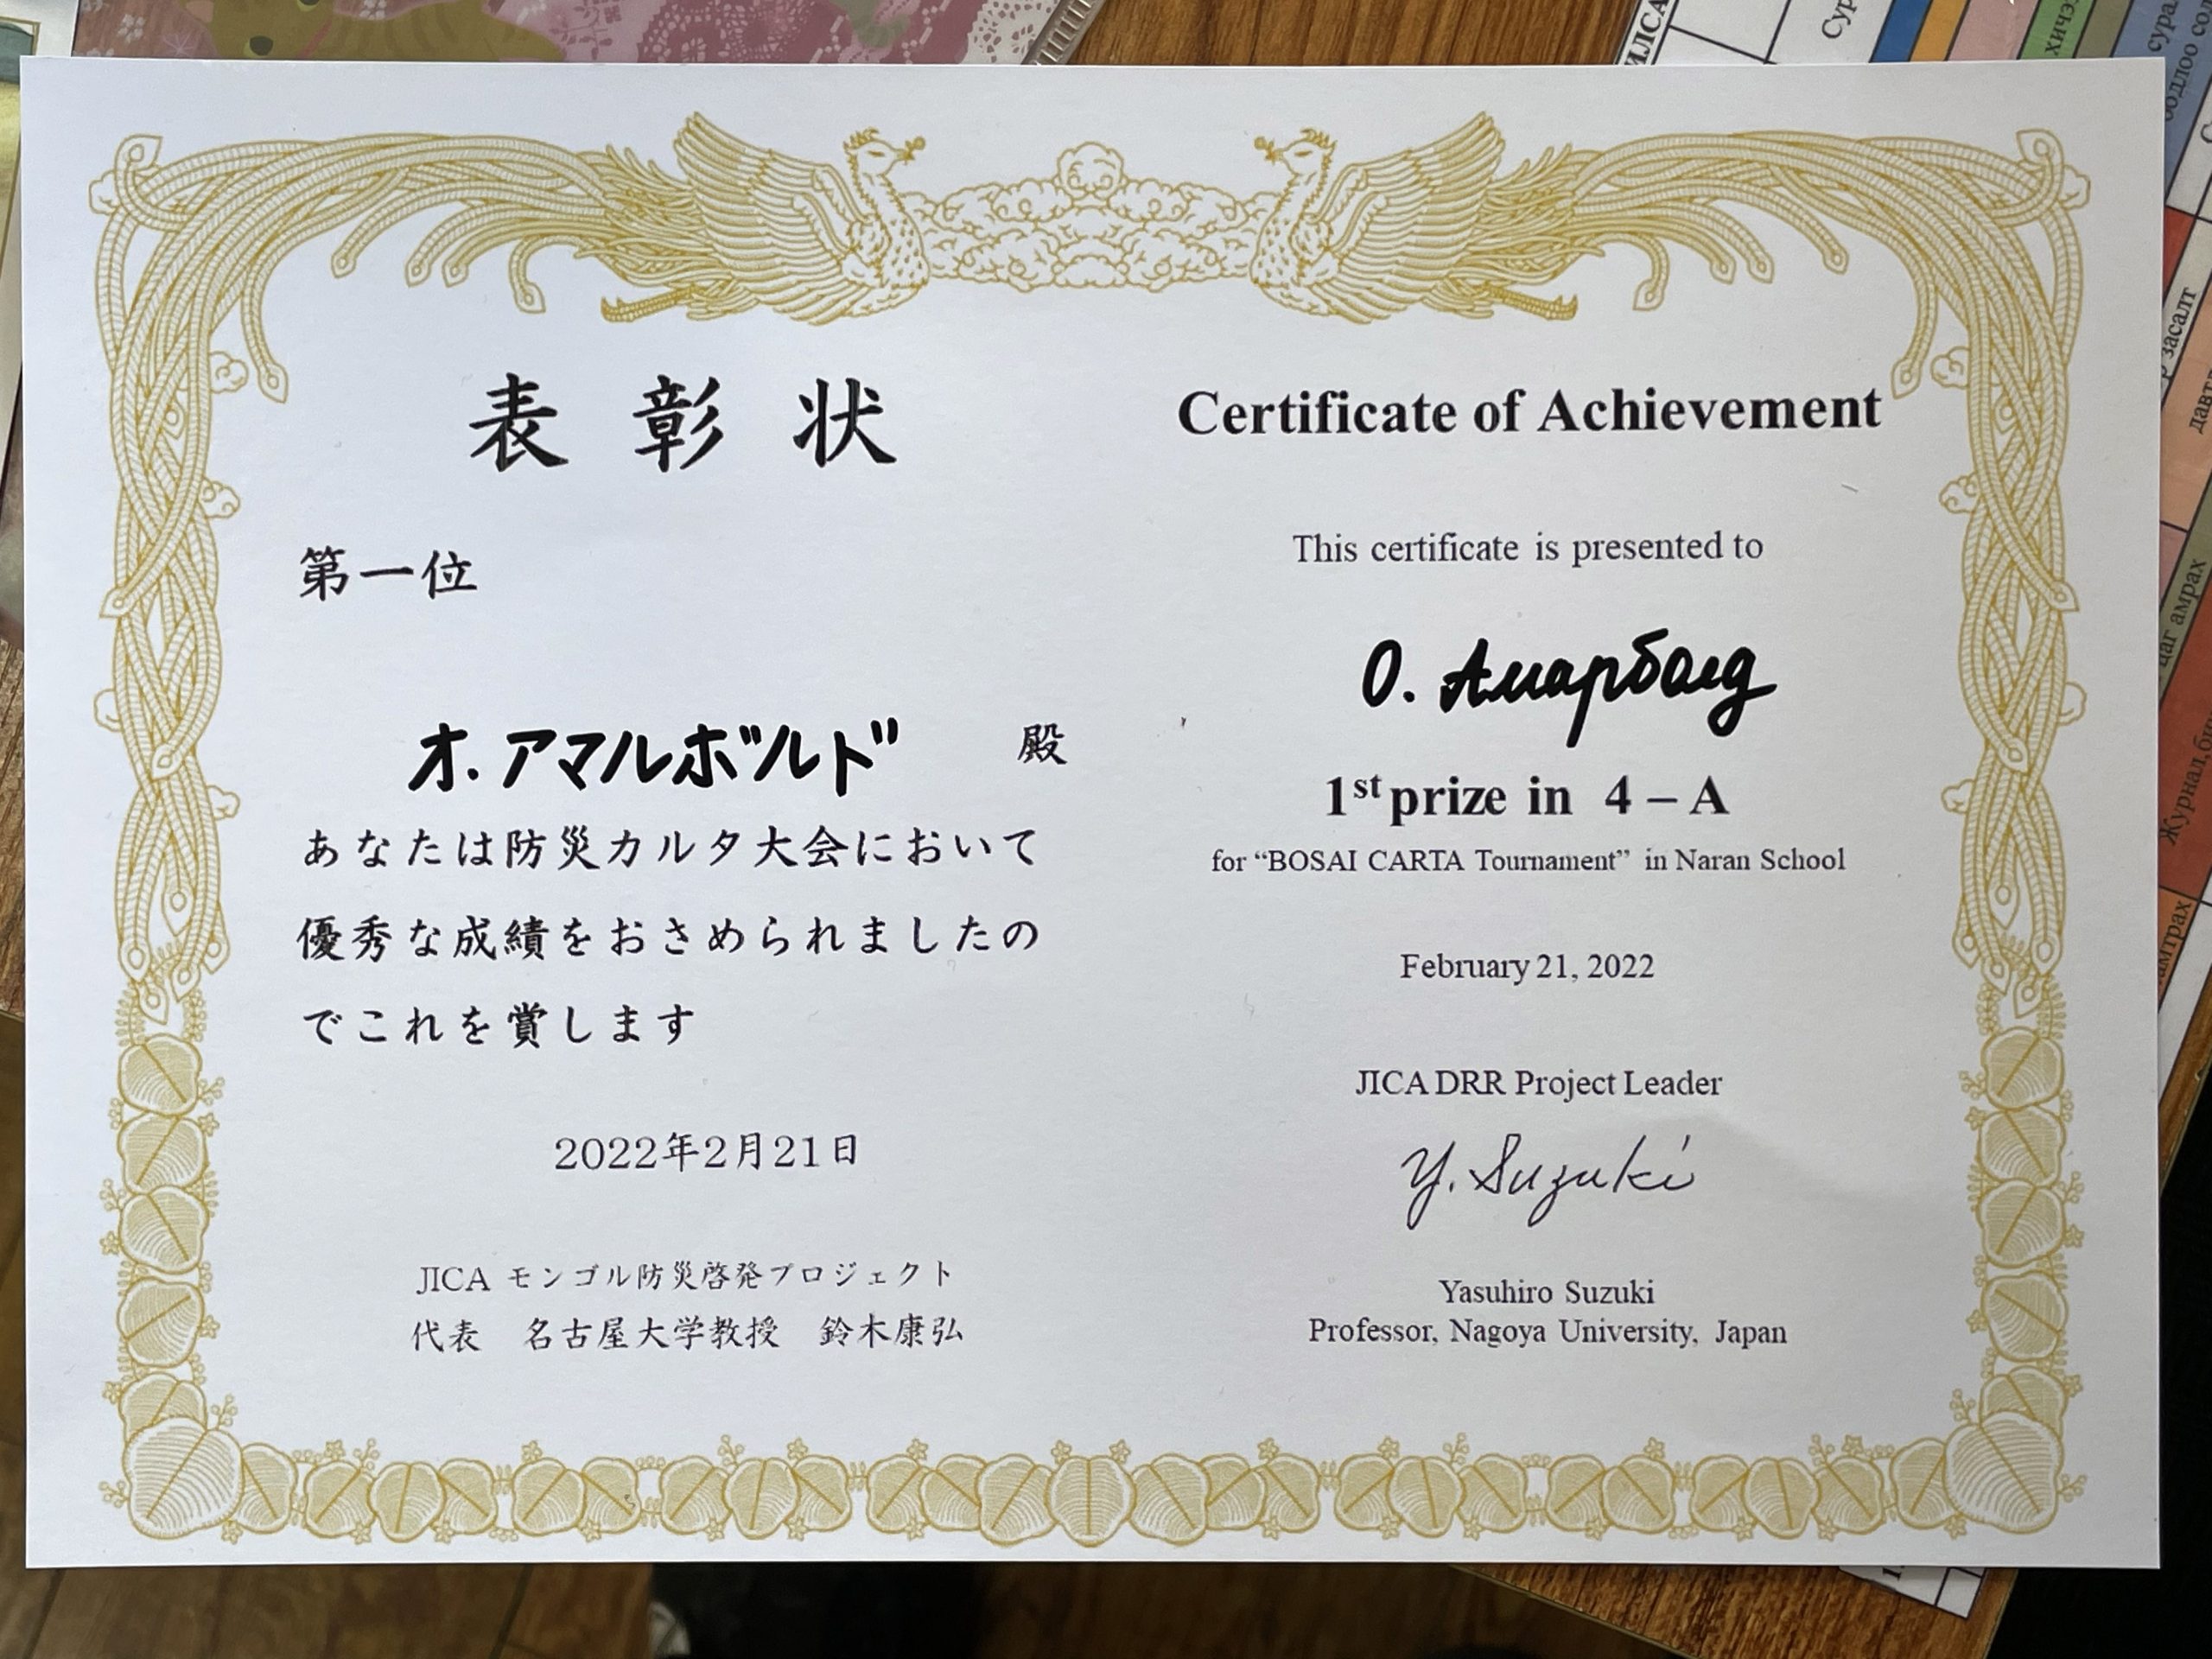 表彰状
第一位
オ. アマルボルド 殿
あなたは防災カルタ大会において
優秀な成績をおさめられましたの
でこれを賞します
2022年2月21日
JICA モンゴル防災啓発プロジェクト
代表 名古屋大学教授 鈴木康弘
Certificate of Achievement
This certificate is presented to
О. Амарболд
1st prize in 4 – A
for “BOSAI CARTA Tournament” in Naran School
February 21, 2022
JICA DRR Project Leader
Y. Suzuki
Yasuhiro Suzuki
Professor, Nagoya University, Japan
засалт
цаг амрах